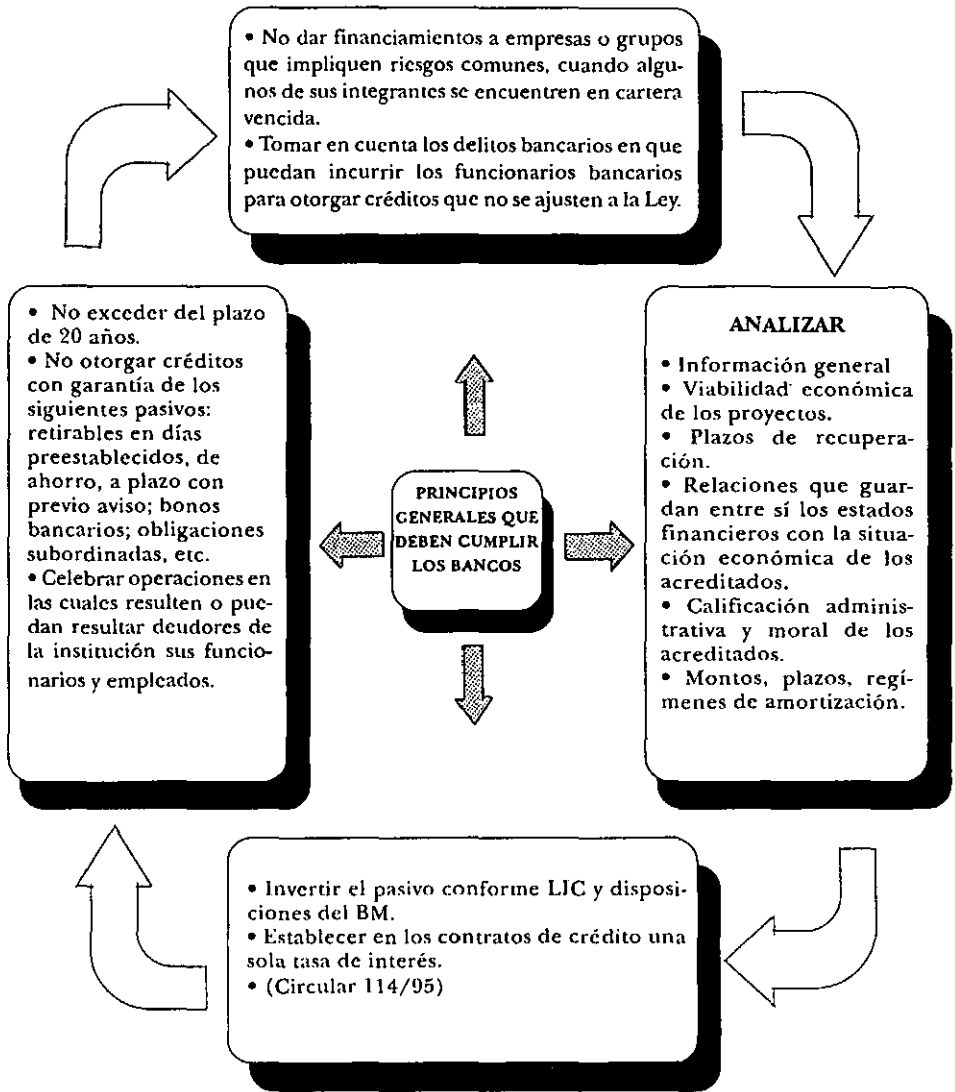 • No dar financiamientos a empresas o grupos
que impliquen riesgos comunes, cuando algu-
nos de sus integrantes se encuentren en cartera
vencida.
• Tomar en cuenta los delitos bancarios en que
puedan incurrir los funcionarios bancarios
para otorgar créditos que no se ajusten a la Ley.
• No exceder del plazo
de 20 años.
• No otorgar créditos
con garantía de los
siguientes pasivos:
retirables en días
preestablecidos, de
ahorro, a plazo con
previo aviso; bonos
bancarios; obligaciones
subordinadas, etc.
• Celebrar operaciones en
las cuales resulten o pue-
dan resultar deudores de
la institución sus funcio-
narios y empleados.
PRINCIPIOS
GENERALES QUE
DEBEN CUMPLIR
LOS BANCOS
ANALIZAR
• Información general
• Viabilidad económica
de los proyectos.
• Plazos de recupera-
ción.
• Relaciones que guar-
dan entre sí los estados
financieros con la situa-
ción económica de los
acreditados.
• Calificación adminis-
trativa y moral de los
acreditados.
• Montos, plazos, regí-
menes de amortización.
• Invertir el pasivo conforme LIC y disposi-
ciones del BM.
• Establecer en los contratos de crédito una
sola tasa de interés.
• (Circular 114/95)